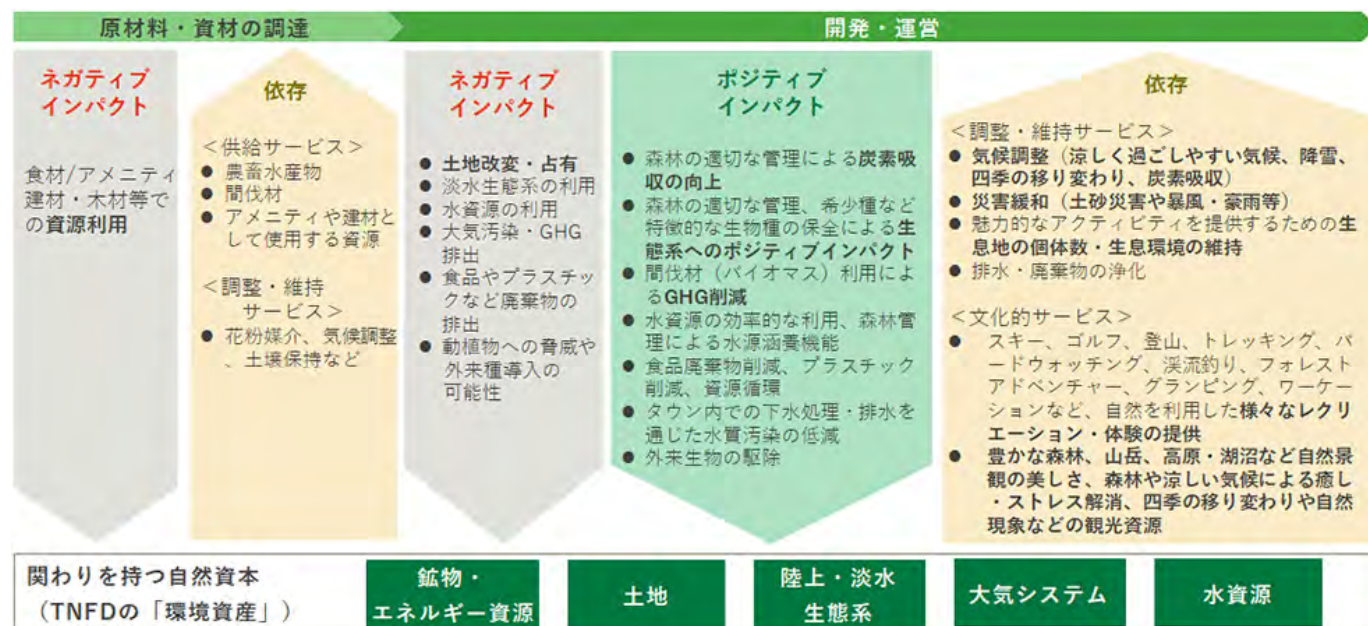 原材料・資材の調達
開発・運営
ネガティブ
インパクト
食材/アメニティ
建材・木材等で
の資源利用
依存
＜供給サービス＞
● 農畜水産物
● 間伐材
● アメニティや建材と
して使用する資源
＜調整・維持
サービス＞
● 花粉媒介、気候調整
、土壌保持など
ネガティブ
インパクト
● 土地改変・占有
● 淡水生態系の利用
● 水資源の利用
● 大気汚染・GHG
排出
● 食品やプラスチッ
クなど廃棄物の
排出
● 動植物への脅威や
外来種導入の
可能性
ポジティブ
インパクト
● 森林の適切な管理による炭素吸
収の向上
● 森林の適切な管理、希少種など
特徴的な生物種の保全による生
態系へのポジティブインパクト
● 間伐材（バイオマス）利用によ
るGHG削減
● 水資源の効率的な利用、森林管
理による水源涵養機能
● 食品廃棄物削減、プラスチック
削減、資源循環
● タウン内での下水処理・排水を
通じた水質汚染の低減
● 外来生物の駆除
依存
＜調整・維持サービス＞
● 気候調整（涼しく過ごしやすい気候、降雪、
四季の移り変わり、炭素吸収）
● 災害緩和（土砂災害や暴風・豪雨等）
● 魅力的なアクティビティを提供するための生
息地の個体数・生息環境の維持
● 排水・廃棄物の浄化
＜文化的サービス＞
● スキー、ゴルフ、登山、トレッキング、バ
ードウォッチング、渓流釣り、フォレスト
アドベンチャー、グランピング、ワーケー
ションなど、自然を利用した様々なレクリ
エーション・体験の提供
● 豊かな森林、山岳、高原・湖沼など自然景
観の美しさ、森林や涼しい気候による癒し
・ストレス解消、四季の移り変わりや自然
現象などの観光資源
関わりを持つ自然資本
（TNFDの「環境資産」）
鉱物・
エネルギー資源
土地
陸上・淡水
生態系
大気システム
水資源